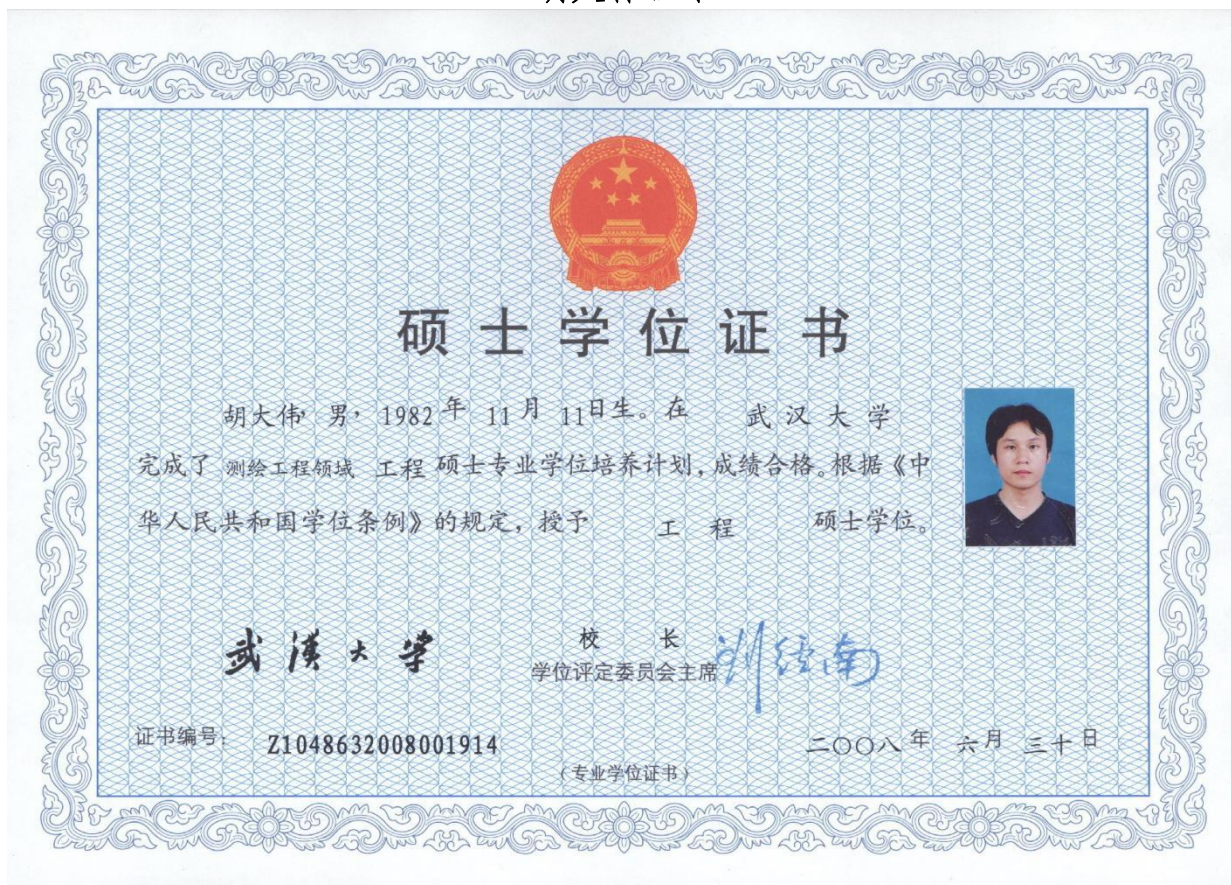 硕士学位证书
胡大伟, 男, 1982年 11月 11日生。在 武汉大学
完成了 测绘工程领域 工程 硕士专业学位培养计划, 成绩合格。根据《中
华人民共和国学位条例》的规定, 授予 工程 硕士学位。
武漢大学 校 长 刘经南
学位评定委员会主席
证书编号: Z1048632008001914 二〇〇八年 六月 三十日
(专业学位证书)